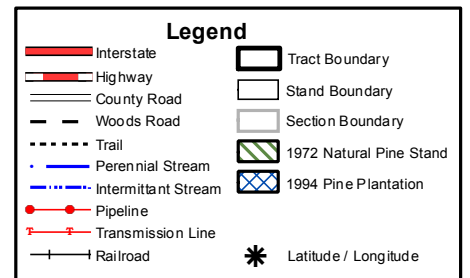 Legend
Interstate
Highway
County Road
Woods Road
Trail
Perennial Stream
Intermittant Stream
Pipeline
Transmission Line
Railroad
Tract Boundary
Stand Boundary
Section Boundary
1972 Natural Pine Stand
1994 Pine Plantation
Latitude / Longitude